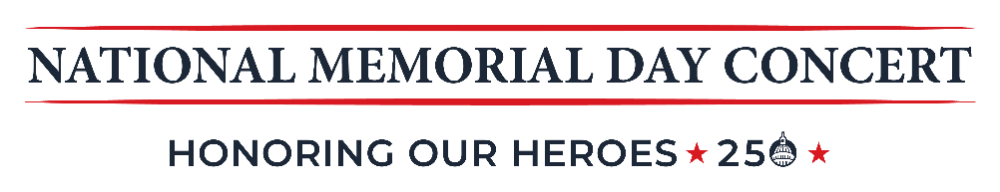 NATIONAL MEMORIAL DAY CONCERT
HONORING OUR HEROES ★ 250 ★